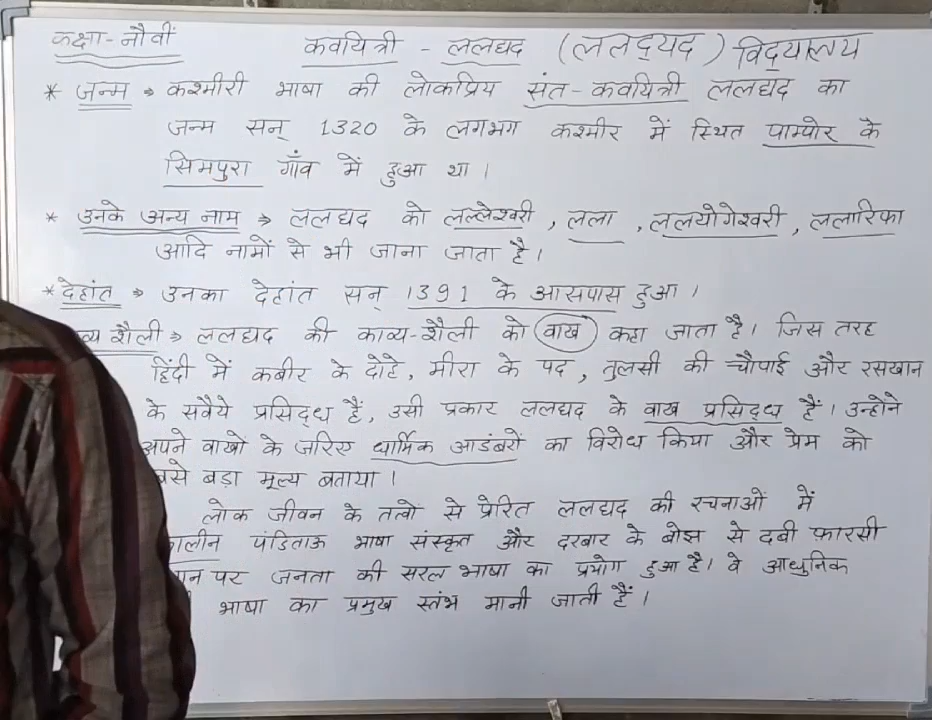 कक्षा - नौवीं कवयित्री - ललद्यद (ललद्‌यद) विद्‌यालय
* जन्म → कश्मीरी भाषा की लोकप्रिय संत - कवयित्री ललद्यद का
जन्म सन् 1320 के लगभग कश्मीर में स्थित पाम्पोर के
सिमपुरा गाँव में हुआ था ।
* उनके अन्य नाम ⇒ ललद्यद को लल्लेश्वरी , लला , ललयोगेश्वरी , ललारिफा
आदि नामों से भी जाना जाता है ।
* देहांत → उनका देहांत सन् 1391 के आसपास हुआ ।
व्य शैली ⇒ ललद्यद की काव्य-शैली को वाख कहा जाता है । जिस तरह
हिंदी में कबीर के दोहे, मीरा के पद , तुलसी की चौपाई और रसखान
के सवैये प्रसिद्‌ध हैं, उसी प्रकार ललद्यद के वाख प्रसिद्‌ध हैं । उन्होंने
अपने वाखों के जरिए धार्मिक आडंबरों का विरोध किया और प्रेम को
बसे बड़ा मूल्य बताया ।
लोक जीवन के तत्वों से प्रेरित ललद्यद की रचनाओं में
कालीन पंडिताऊ भाषा संस्कृत और दरबार के बोझ से दबी फ़ारसी
ान पर जनता की सरल भाषा का प्रयोग हुआ है। वे आधुनिक
भाषा का प्रमुख स्तंभ मानी जाती हैं ।